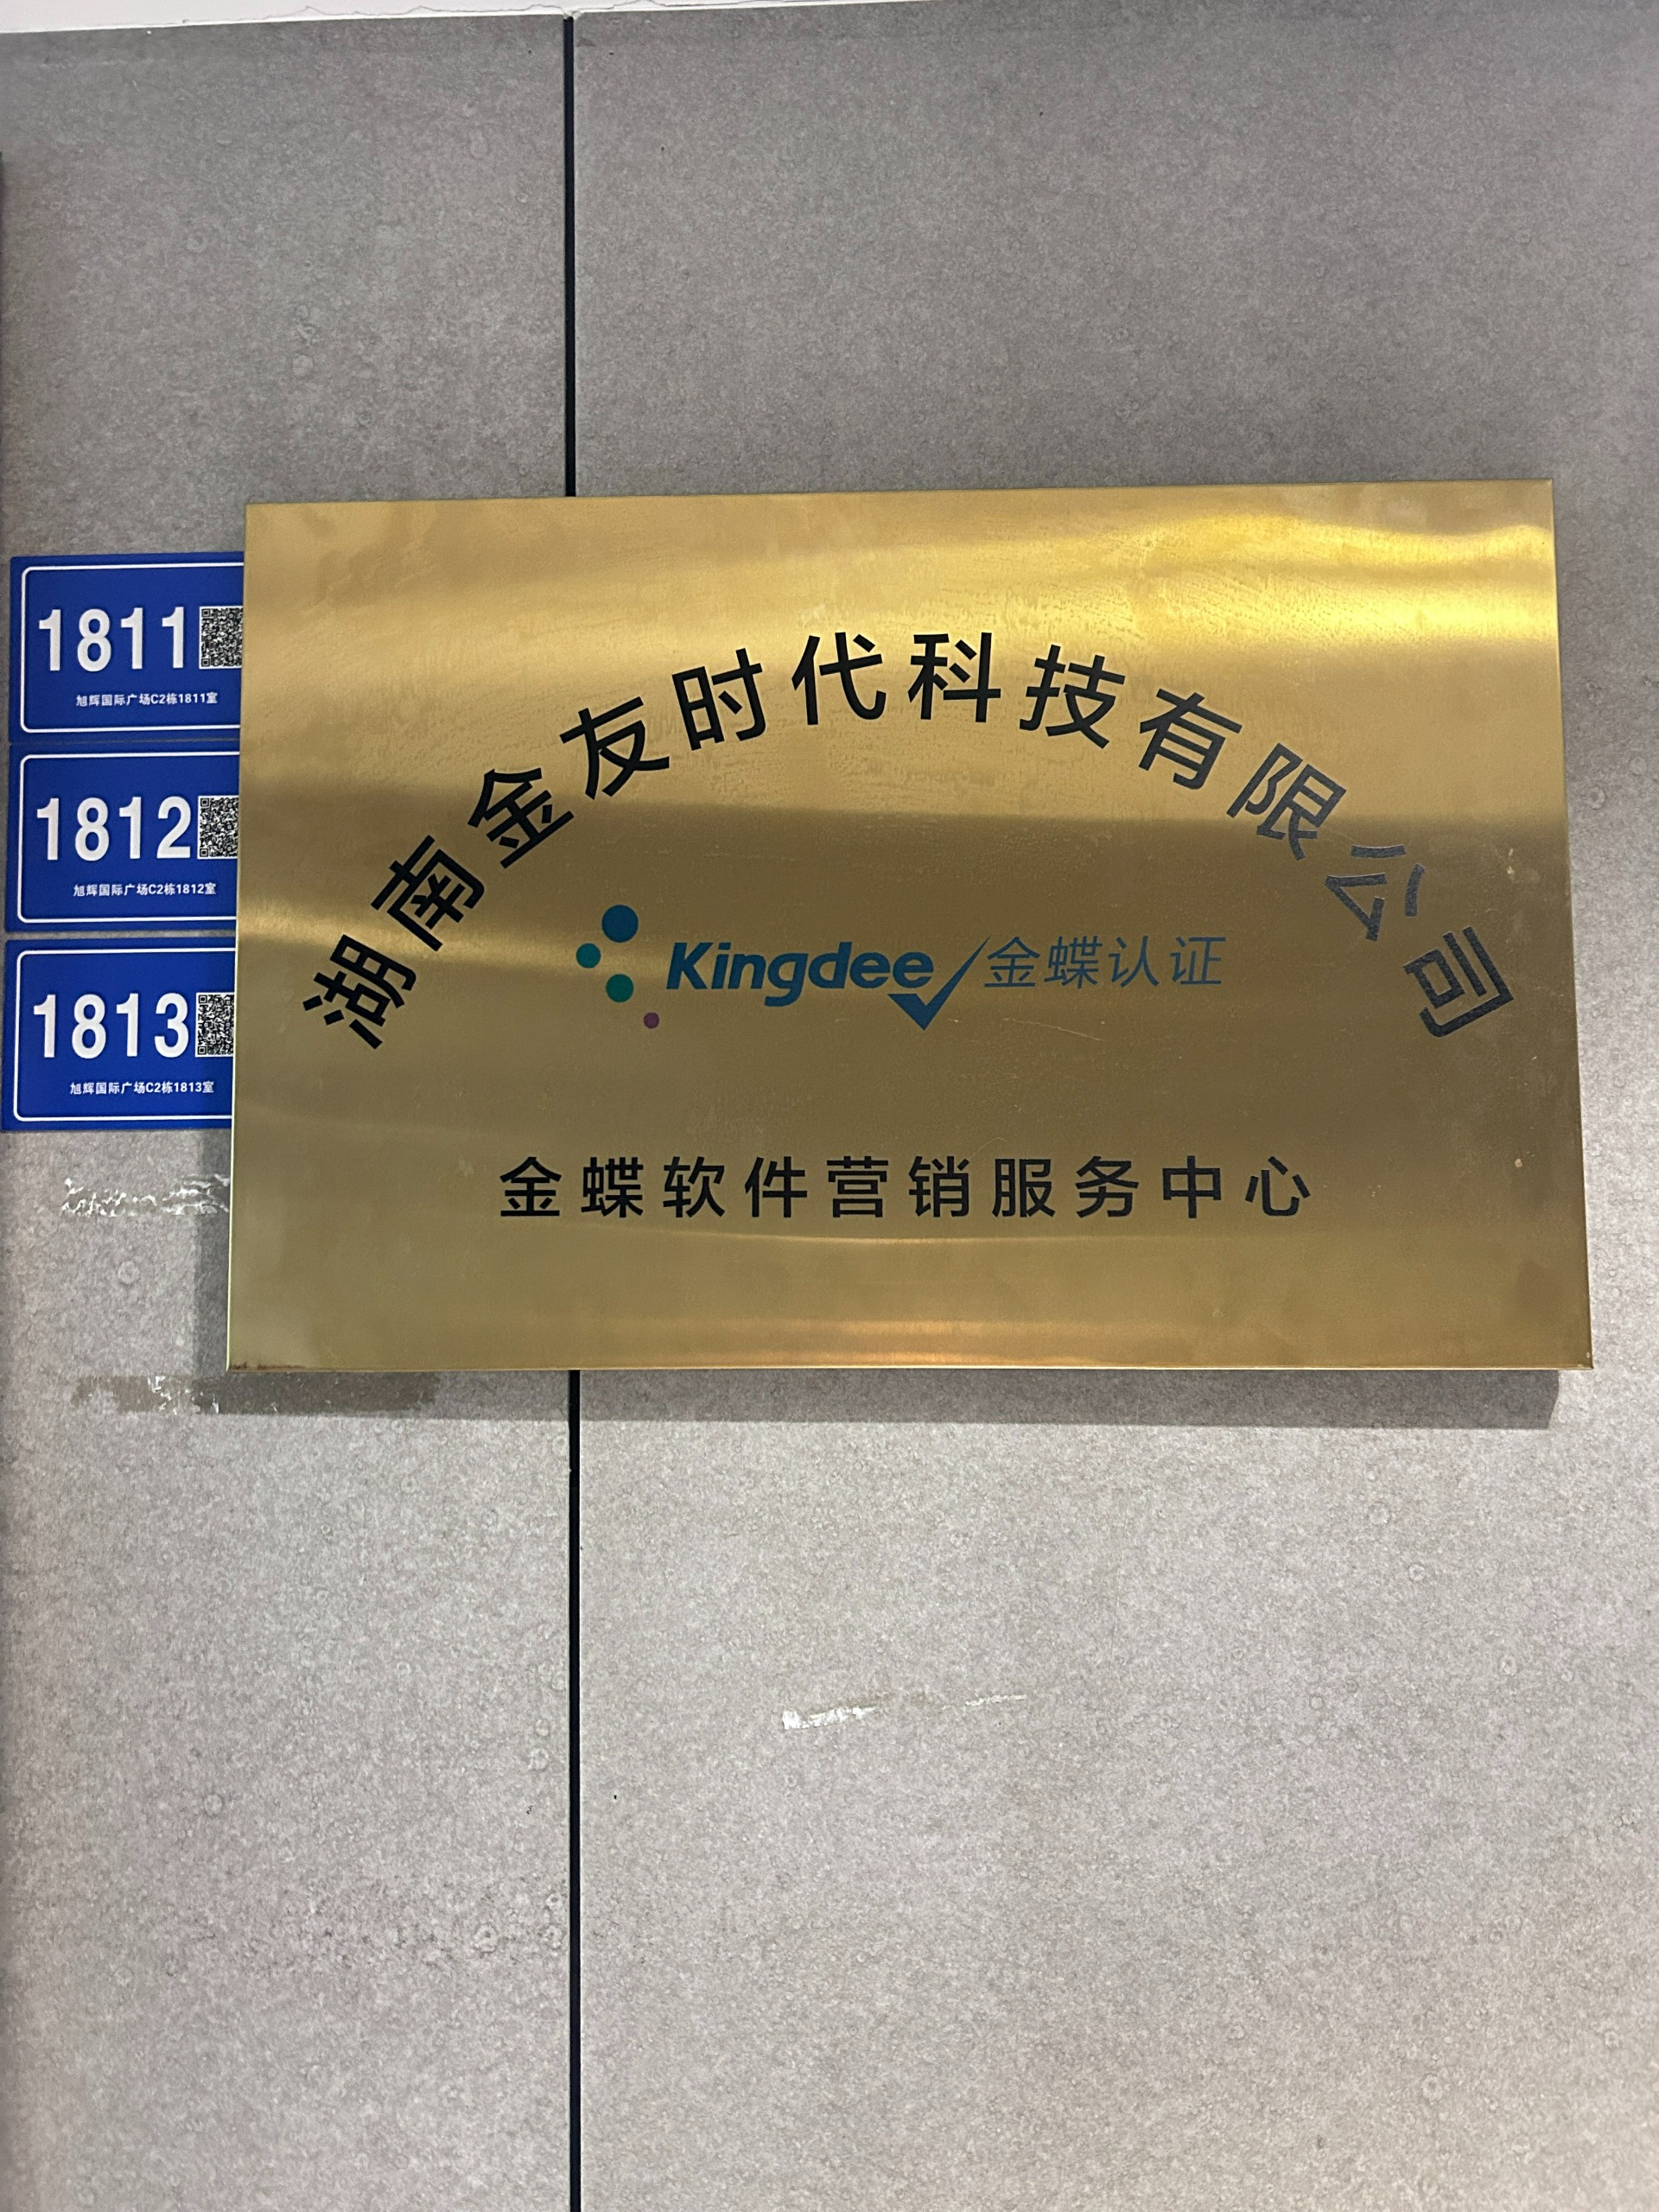 1811
旭辉国际广场C2栋1811室
1812
旭辉国际广场C2栋1812室
1813
旭辉国际广场C2栋1813室
湖南金友时代科技有限公司
Kingdee 金蝶认证
金蝶软件营销服务中心